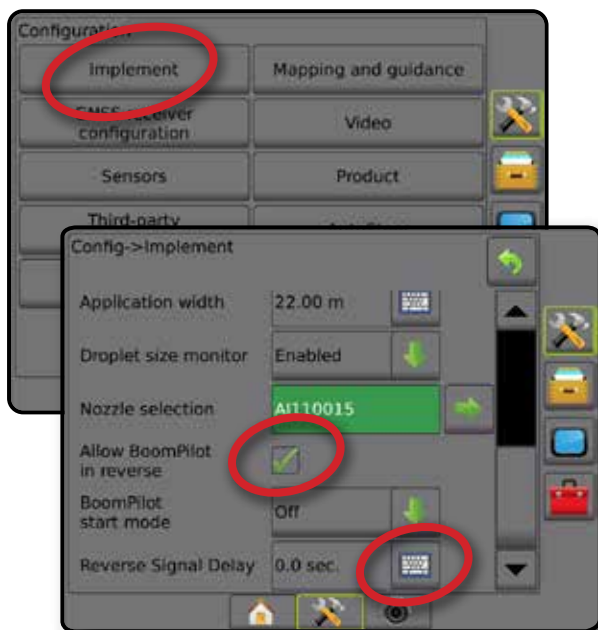 Configuration
Implement
Mapping and guidance
GNSS receiver
configuration
Video
Sensors
Product
Third-party
Config->Implement
Application width
22.00 m
Droplet size monitor
Enabled
Nozzle selection
AI110015
Allow BoomPilot
in reverse
BoomPilot
start mode
Off
Reverse Signal Delay
0.0 sec.